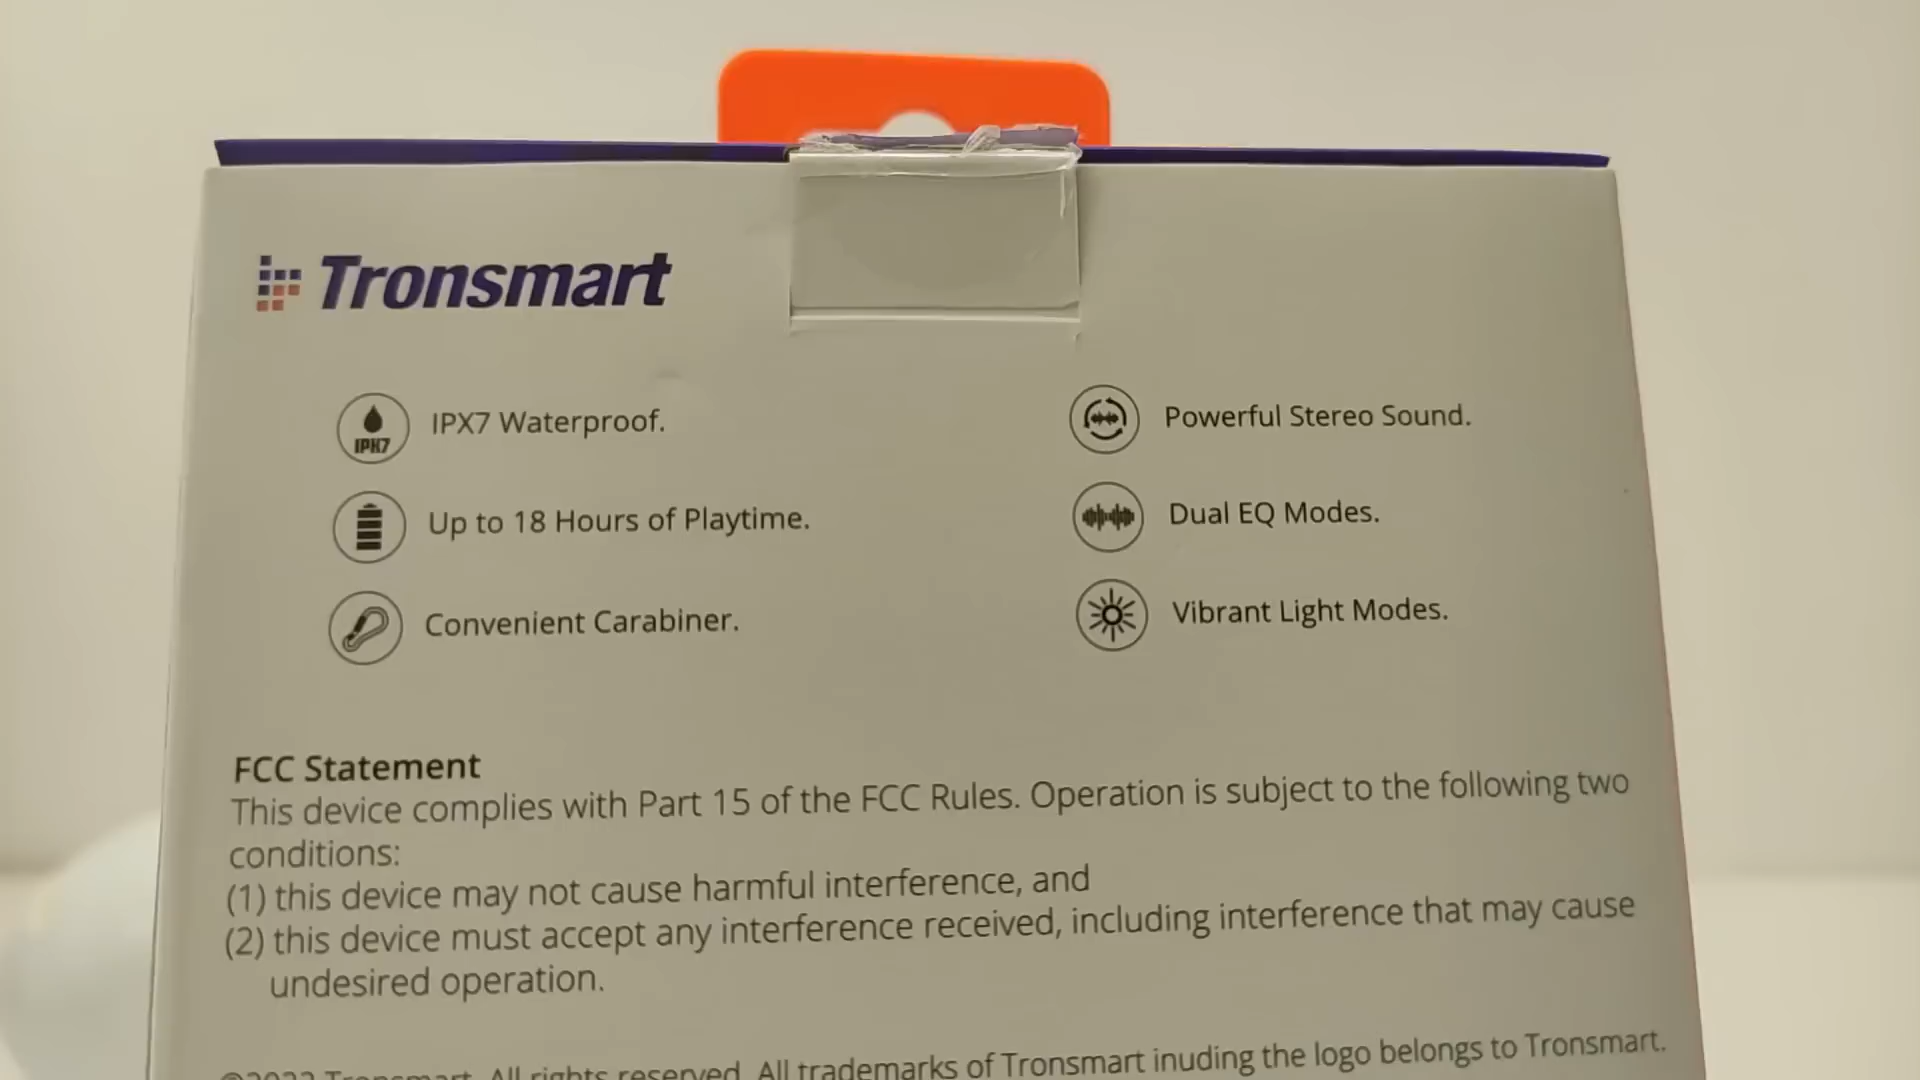 Tronsmart
IPX7
IPX7 Waterproof.
Powerful Stereo Sound.
Up to 18 Hours of Playtime.
Dual EQ Modes.
Convenient Carabiner.
Vibrant Light Modes.
FCC Statement
This device complies with Part 15 of the FCC Rules. Operation is subject to the following two
conditions:
(1) this device may not cause harmful interference, and
(2) this device must accept any interference received, including interference that may cause
undesired operation.
©2022 Tronsmart. All rights reserved. All trademarks of Tronsmart inuding the logo belongs to Tronsmart.